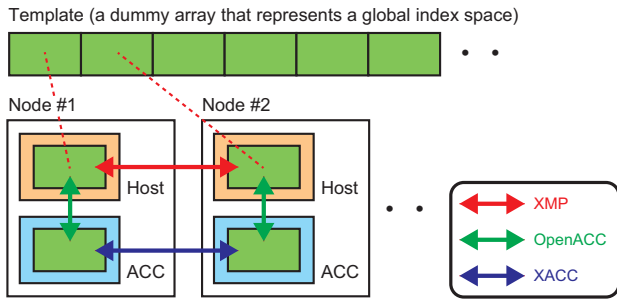 Template (a dummy array that represents a global index space)
Node #1
Node #2
Host
Host
ACC
ACC
XMP
OpenACC
XACC